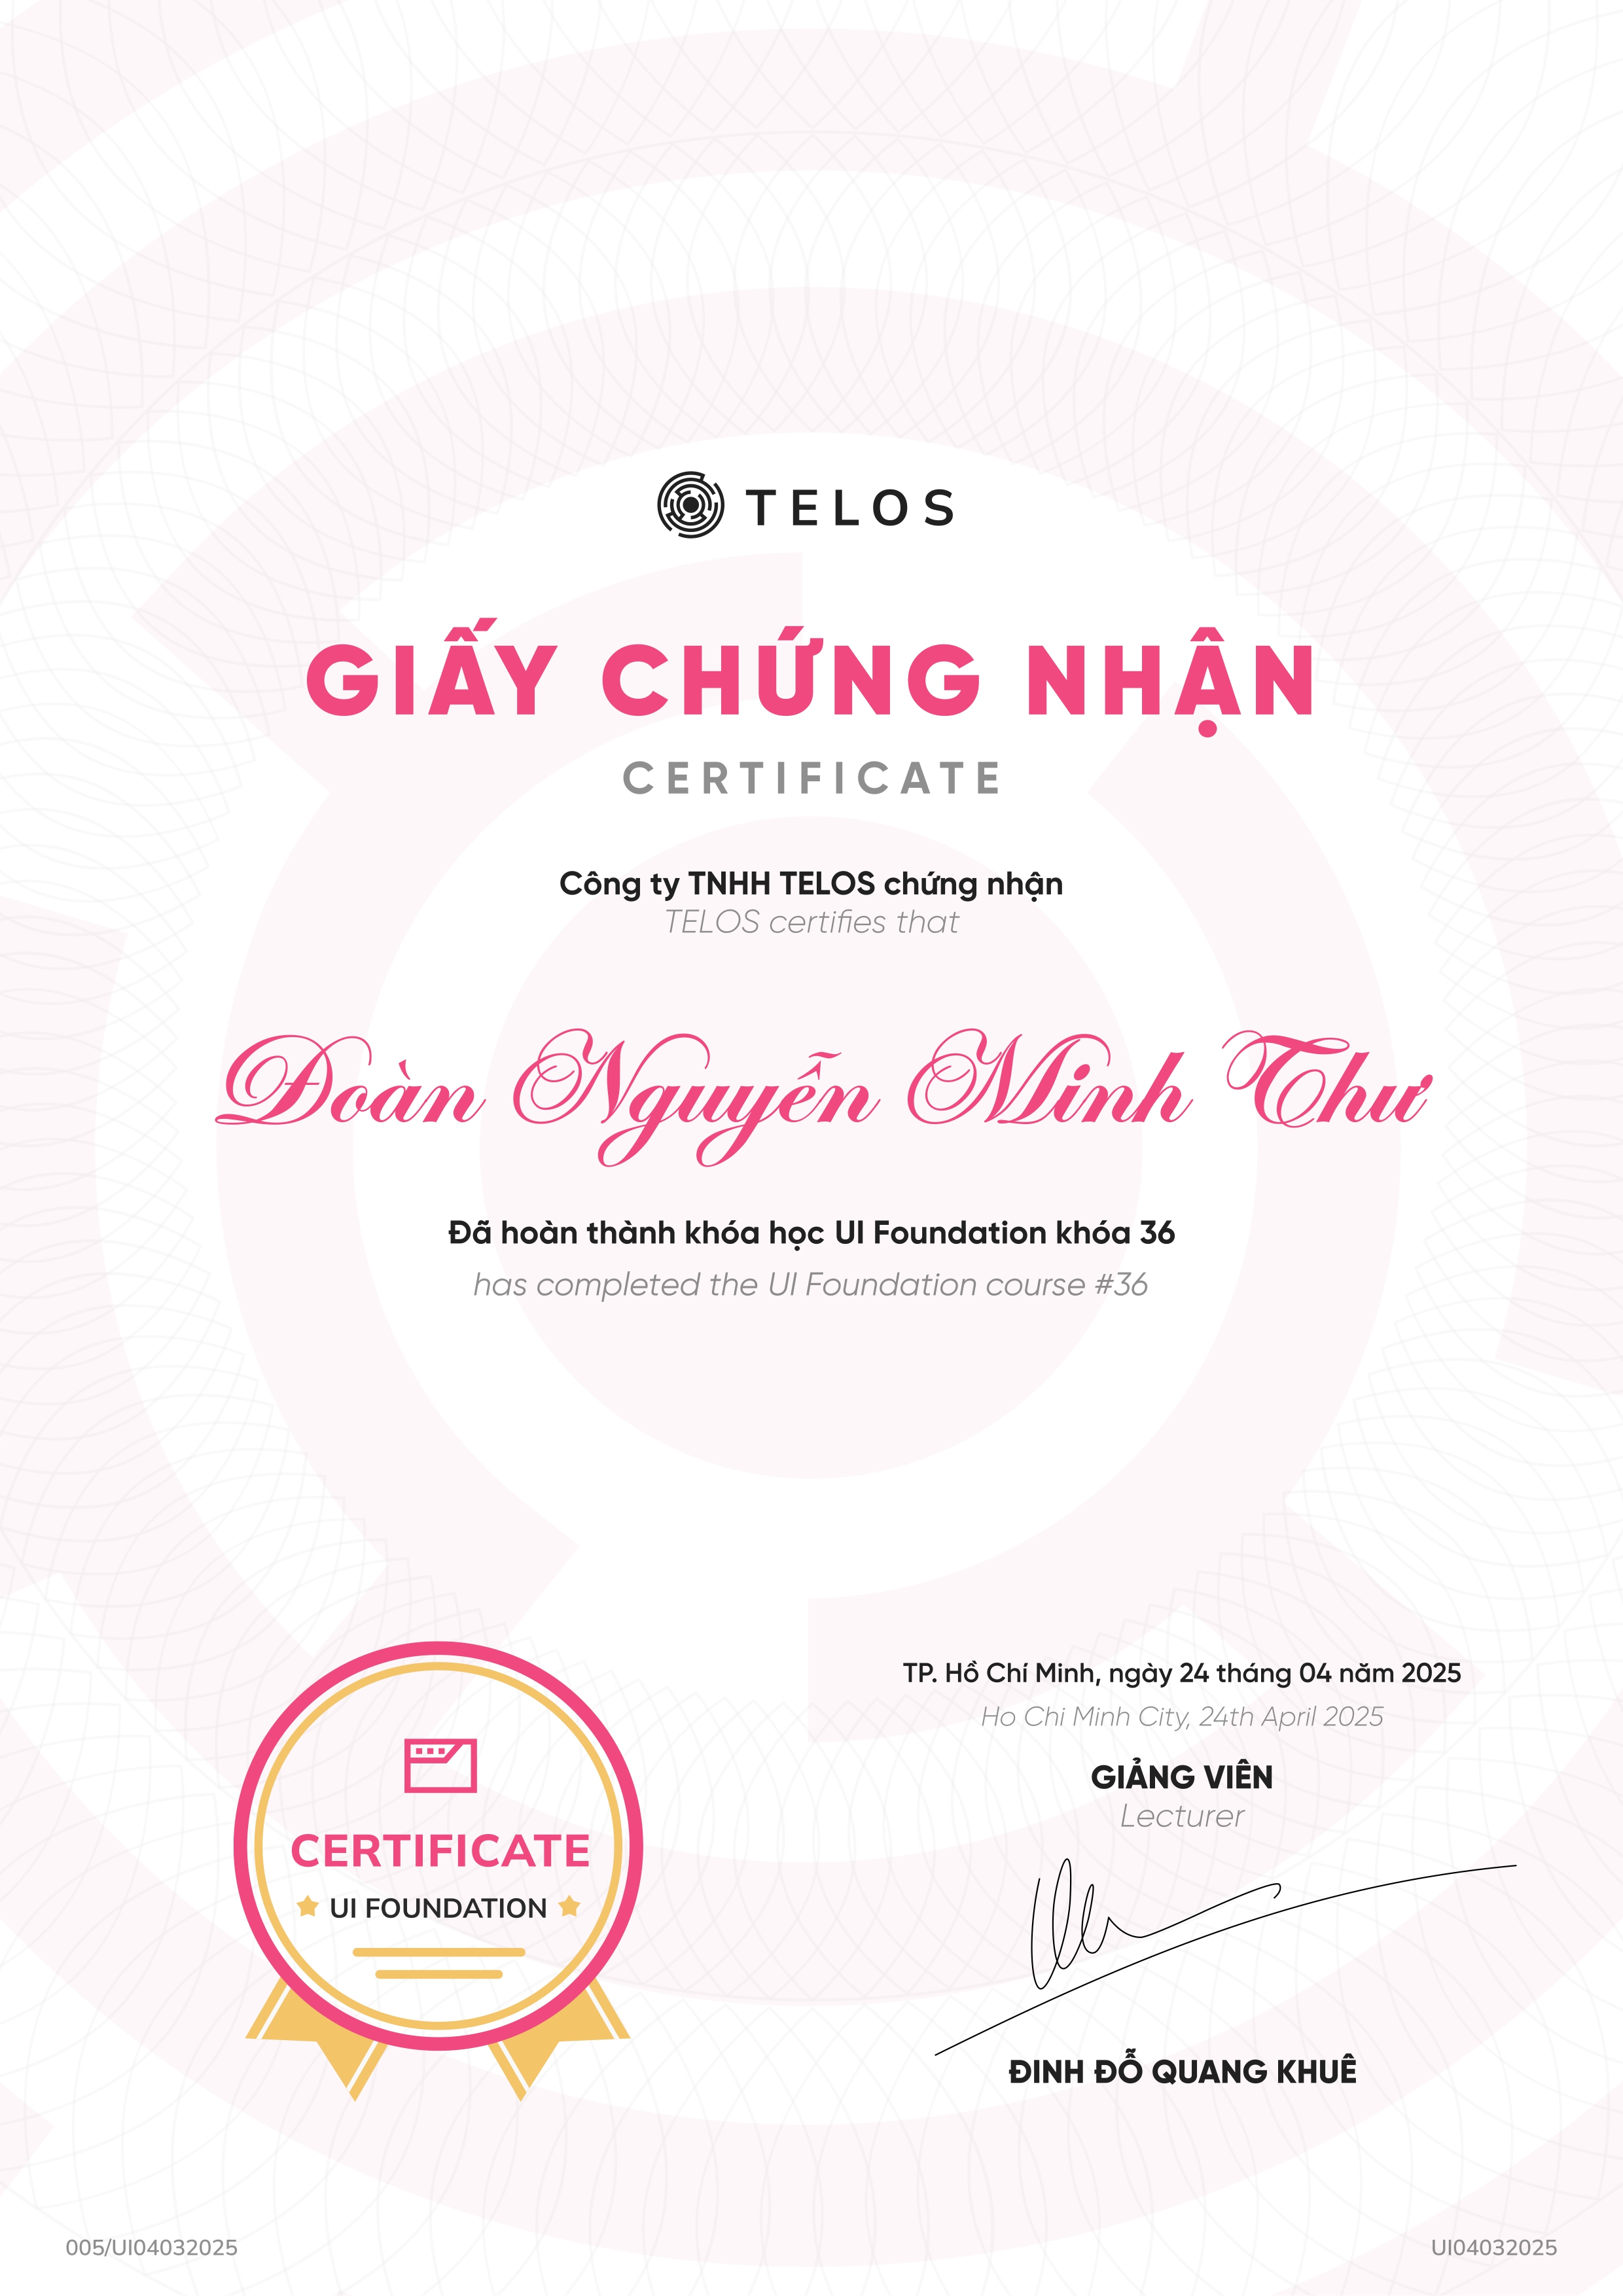 TELOS
GIẤY CHỨNG NHẬN
CERTIFICATE
Công ty TNHH TELOS chứng nhận
TELOS certifies that
Đoàn Nguyễn Minh Thư
Đã hoàn thành khóa học UI Foundation khóa 36
has completed the UI Foundation course #36
CERTIFICATE
UI FOUNDATION
TP. Hồ Chí Minh, ngày 24 tháng 04 năm 2025
Ho Chi Minh City, 24th April 2025
GIẢNG VIÊN
Lecturer
ĐINH ĐỖ QUANG KHUÊ
005/UI04032025
UI04032025